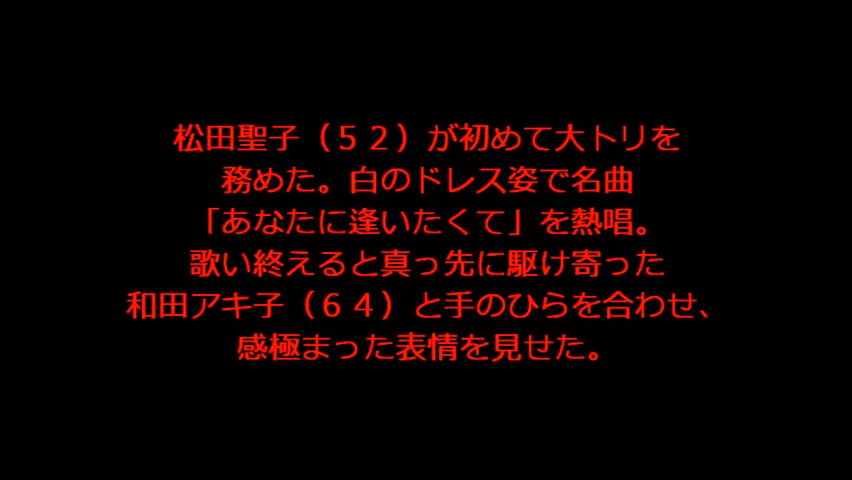 松田聖子（５２）が初めて大トリを
務めた。白のドレス姿で名曲
「あなたに逢いたくて」を熱唱。
歌い終えると真っ先に駆け寄った
和田アキ子（６４）と手のひらを合わせ、
感極まった表情を見せた。